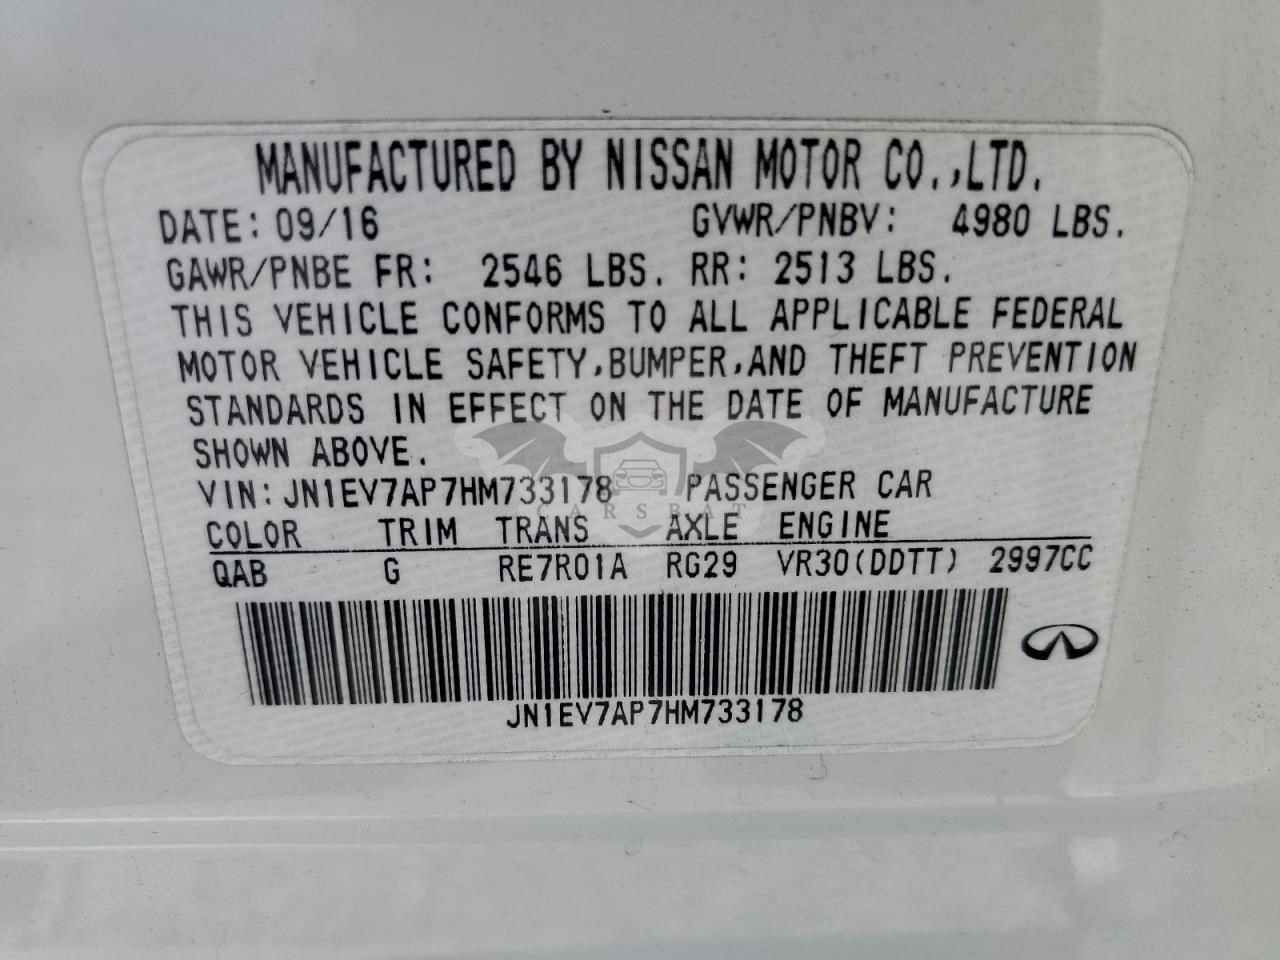 MANUFACTURED BY NISSAN MOTOR CO.,LTD.
DATE: 09/16 GVWR/PNBV: 4980 LBS.
GAWR/PNBE FR: 2546 LBS. RR: 2513 LBS.
THIS VEHICLE CONFORMS TO ALL APPLICABLE FEDERAL
MOTOR VEHICLE SAFETY,BUMPER,AND THEFT PREVENTION
STANDARDS IN EFFECT ON THE DATE OF MANUFACTURE
SHOWN ABOVE.
VIN: JN1EV7AP7HM733178 PASSENGER CAR
CARSBAT
COLOR TRIM TRANS AXLE ENGINE
QAB G RE7R01A RG29 VR30(DDTT) 2997CC
JN1EV7AP7HM733178